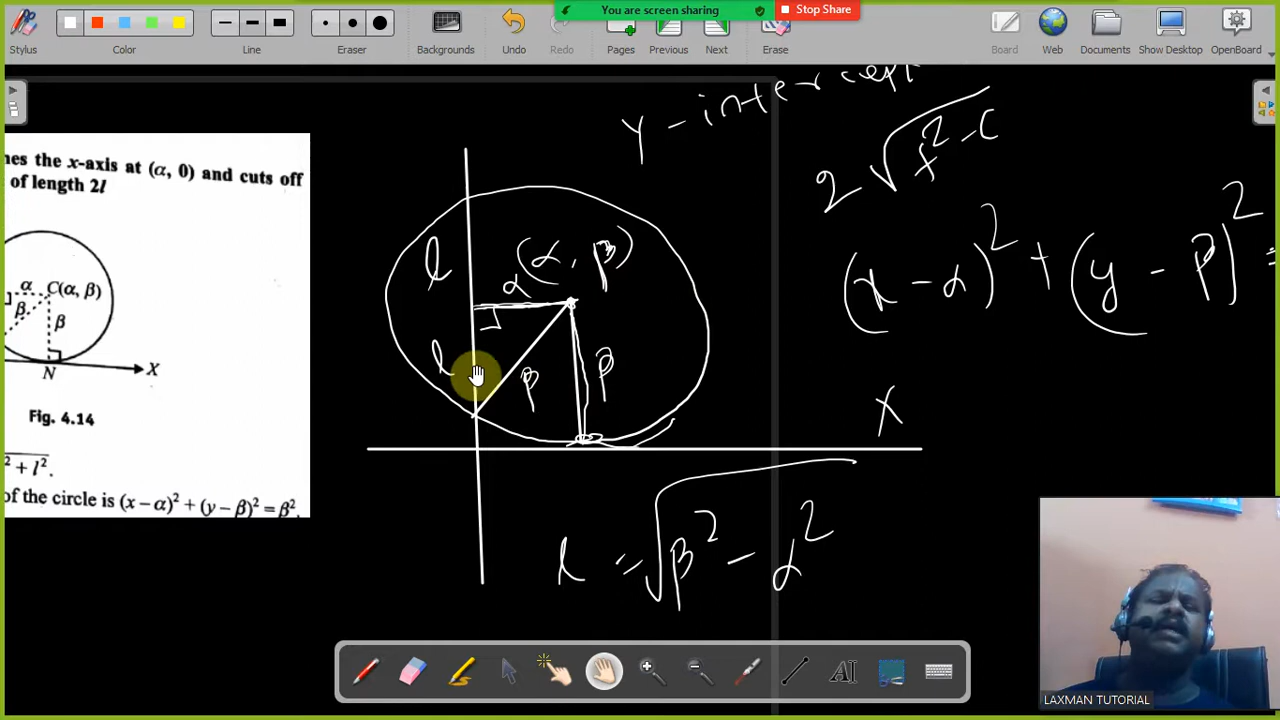 You are screen sharing
Stop Share
Stylus
Color
Line
Eraser
Backgrounds
Undo
Redo
Pages
Previous
Next
Erase
Board
Web
Documents
Show Desktop
OpenBoard
nes the x-axis at (α, 0) and cuts off
of length 2l
α C(α, β)
β β
N X
Fig. 4.14
² + l².
of the circle is (x – α)² + (y – β)² = β².
y - intercept
2 √f² - c
(x - α)² + (y - β)² =
l (α, β)
α
l β β
X
l = √β² - α²
AI
LAXMAN TUTORIAL